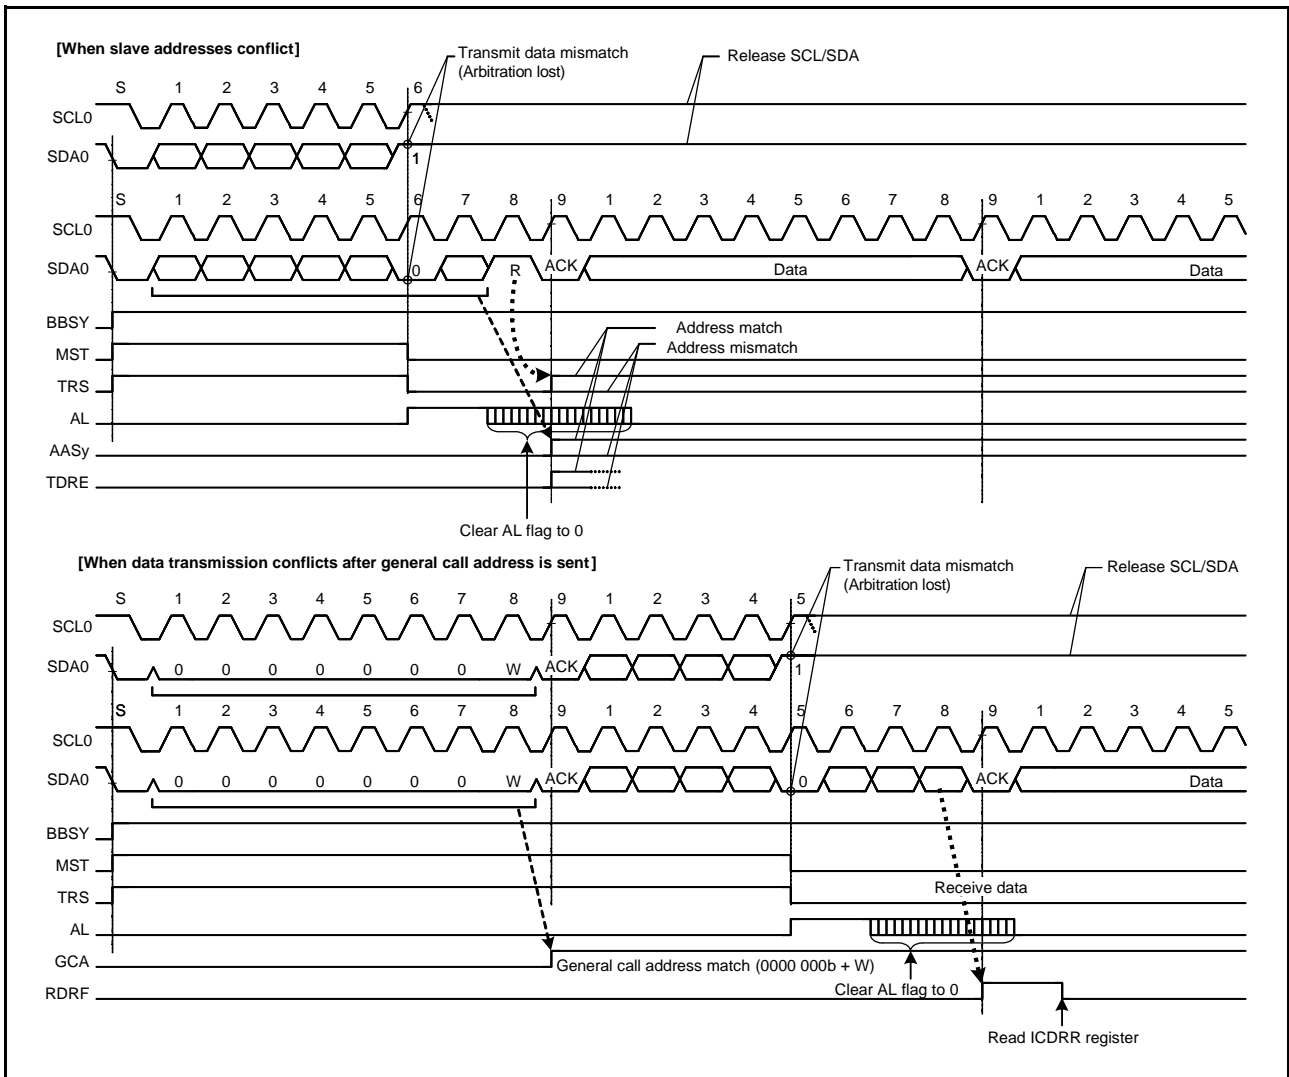 [When slave addresses conflict]
Transmit data mismatch
(Arbitration lost)
Release SCL/SDA
S 1 2 3 4 5 6
SCL0
SDA0 1
S 1 2 3 4 5 6 7 8 9 1 2 3 4 5 6 7 8 9 1 2 3 4 5
SCL0
SDA0 0 R ACK Data ACK Data
BBSY
Address match
MST
Address mismatch
TRS
AL
AASy
TDRE
Clear AL flag to 0
[When data transmission conflicts after general call address is sent]
Transmit data mismatch
(Arbitration lost)
Release SCL/SDA
S 1 2 3 4 5 6 7 8 9 1 2 3 4 5
SCL0
SDA0 0 0 0 0 0 0 0 W ACK 1
S 1 2 3 4 5 6 7 8 9 1 2 3 4 5 6 7 8 9 1 2 3 4 5
SCL0
SDA0 0 0 0 0 0 0 0 W ACK 0 ACK Data
BBSY
MST
TRS Receive data
AL
GCA General call address match (0000 000b + W)
Clear AL flag to 0
RDRF
Read ICDRR register